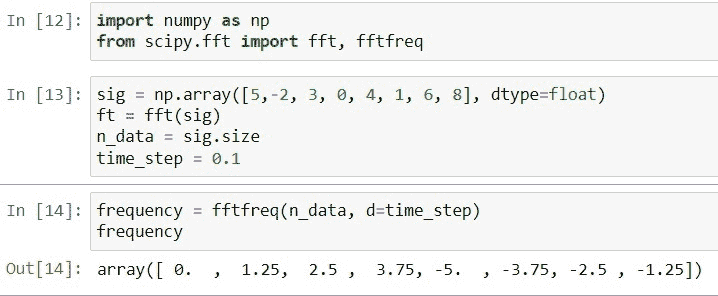 In [12]: import numpy as np
from scipy.fft import fft, fftfreq
In [13]: sig = np.array([5,-2, 3, 0, 4, 1, 6, 8], dtype=float)
ft = fft(sig)
n_data = sig.size
time_step = 0.1
In [14]: frequency = fftfreq(n_data, d=time_step)
frequency
Out[14]: array([ 0.  ,  1.25,  2.5 ,  3.75, -5.  , -3.75, -2.5 , -1.25])